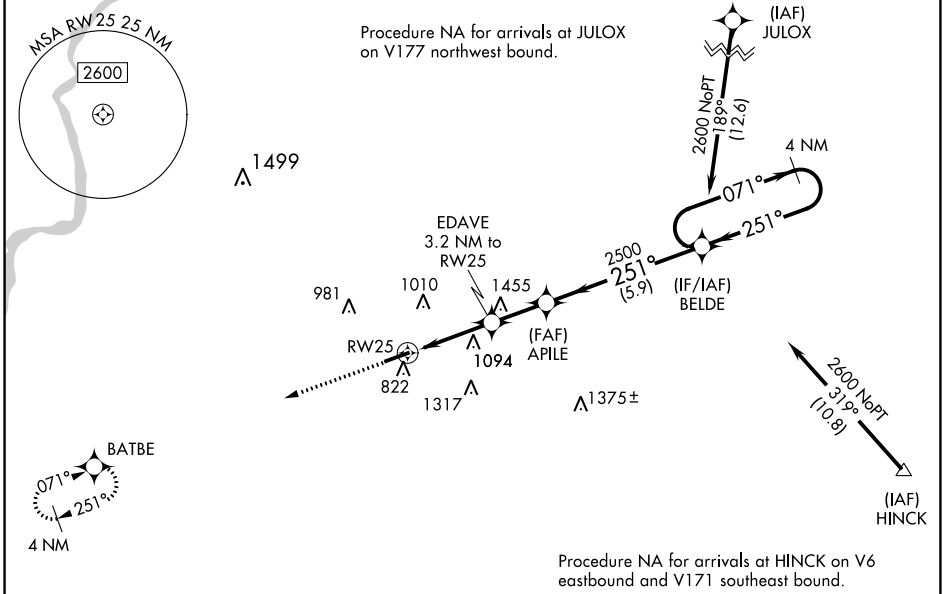 MSA RW25 25 NM
2600
Procedure NA for arrivals at JULOX
on V177 northwest bound.
(IAF)
JULOX
2600 NoPT
189°
(12.6)
4 NM
071°
251°
1499
EDAVE
3.2 NM to
RW25
2500
251°
(5.9)
(IF/IAF)
BELDE
981
1010
1455
(FAF)
APILE
RW25
1094
822
1317
1375±
2600 NoPT
319°
(10.8)
(IAF)
HINCK
BATBE
071°
251°
4 NM
Procedure NA for arrivals at HINCK on V6
eastbound and V171 southeast bound.